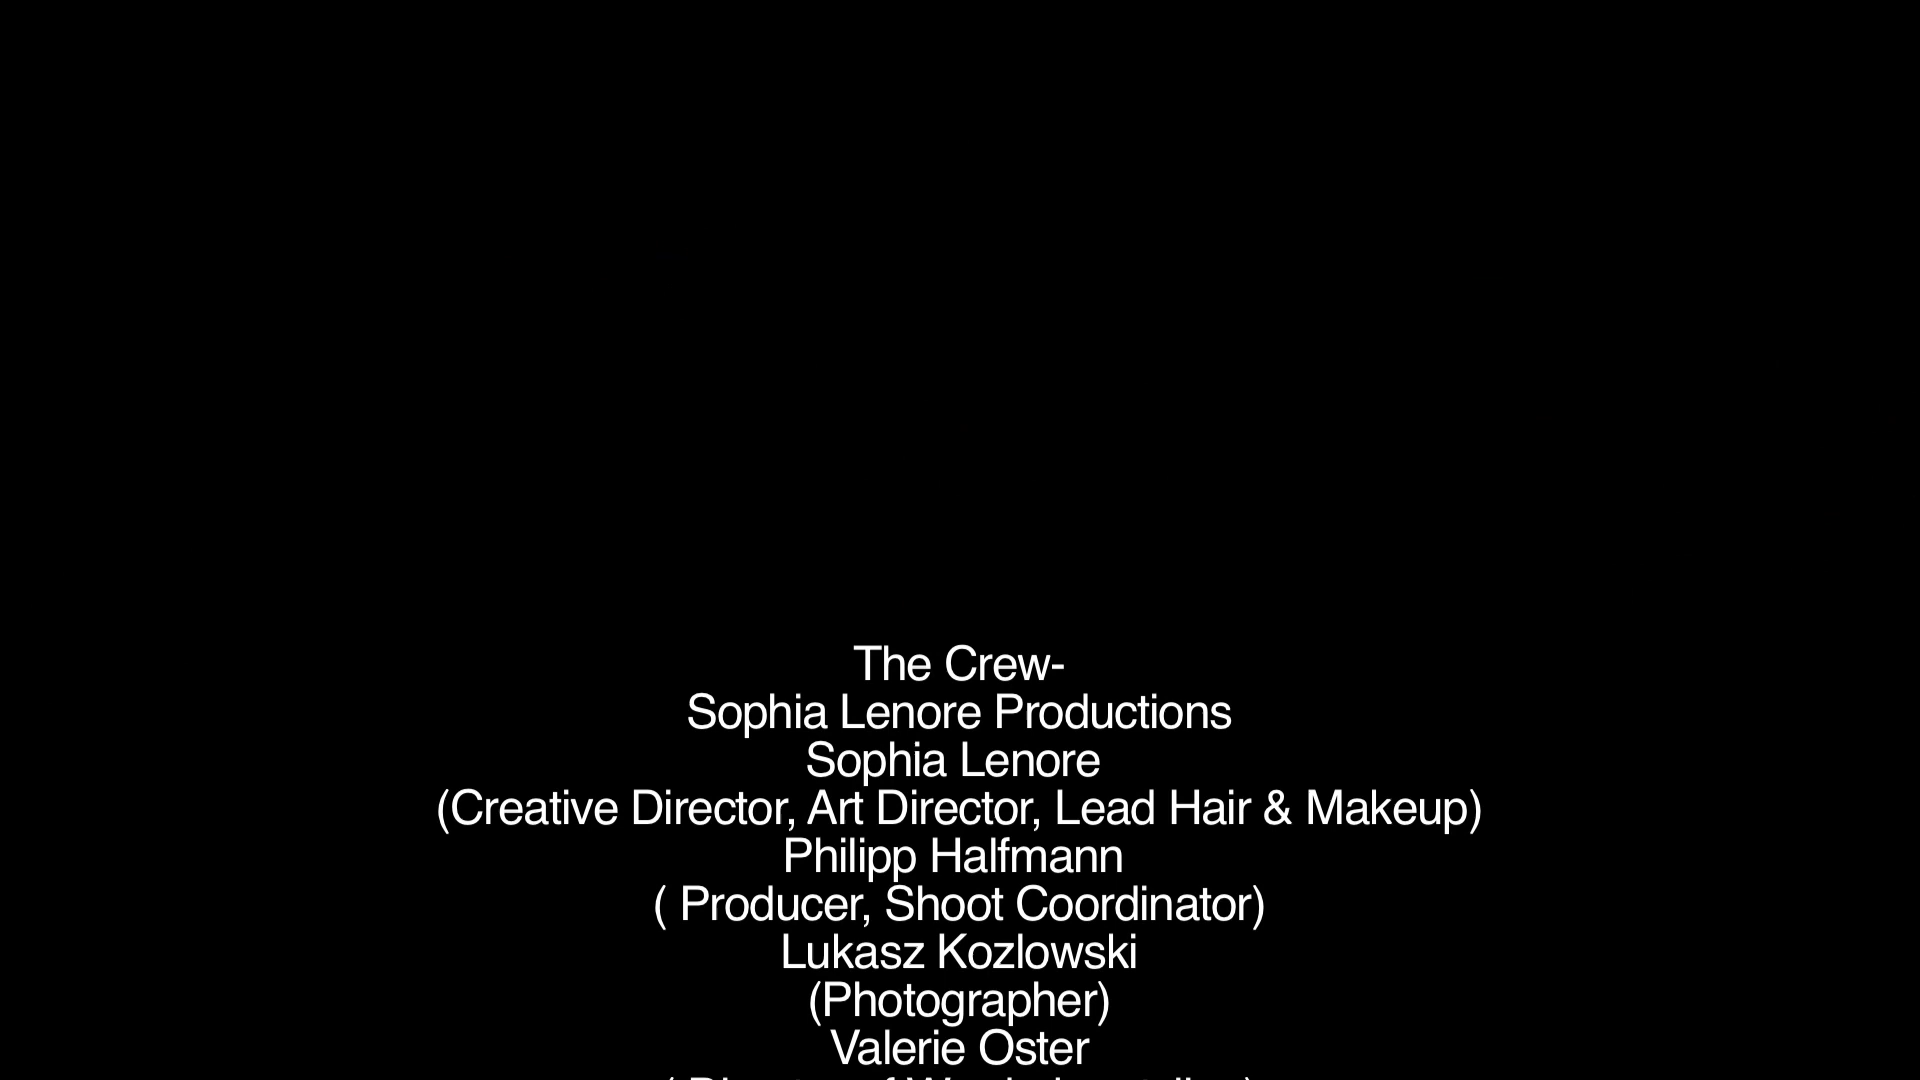 The Crew-
Sophia Lenore Productions
Sophia Lenore
(Creative Director, Art Director, Lead Hair & Makeup)
Philipp Halfmann
( Producer, Shoot Coordinator)
Lukasz Kozlowski
(Photographer)
Valerie Oster